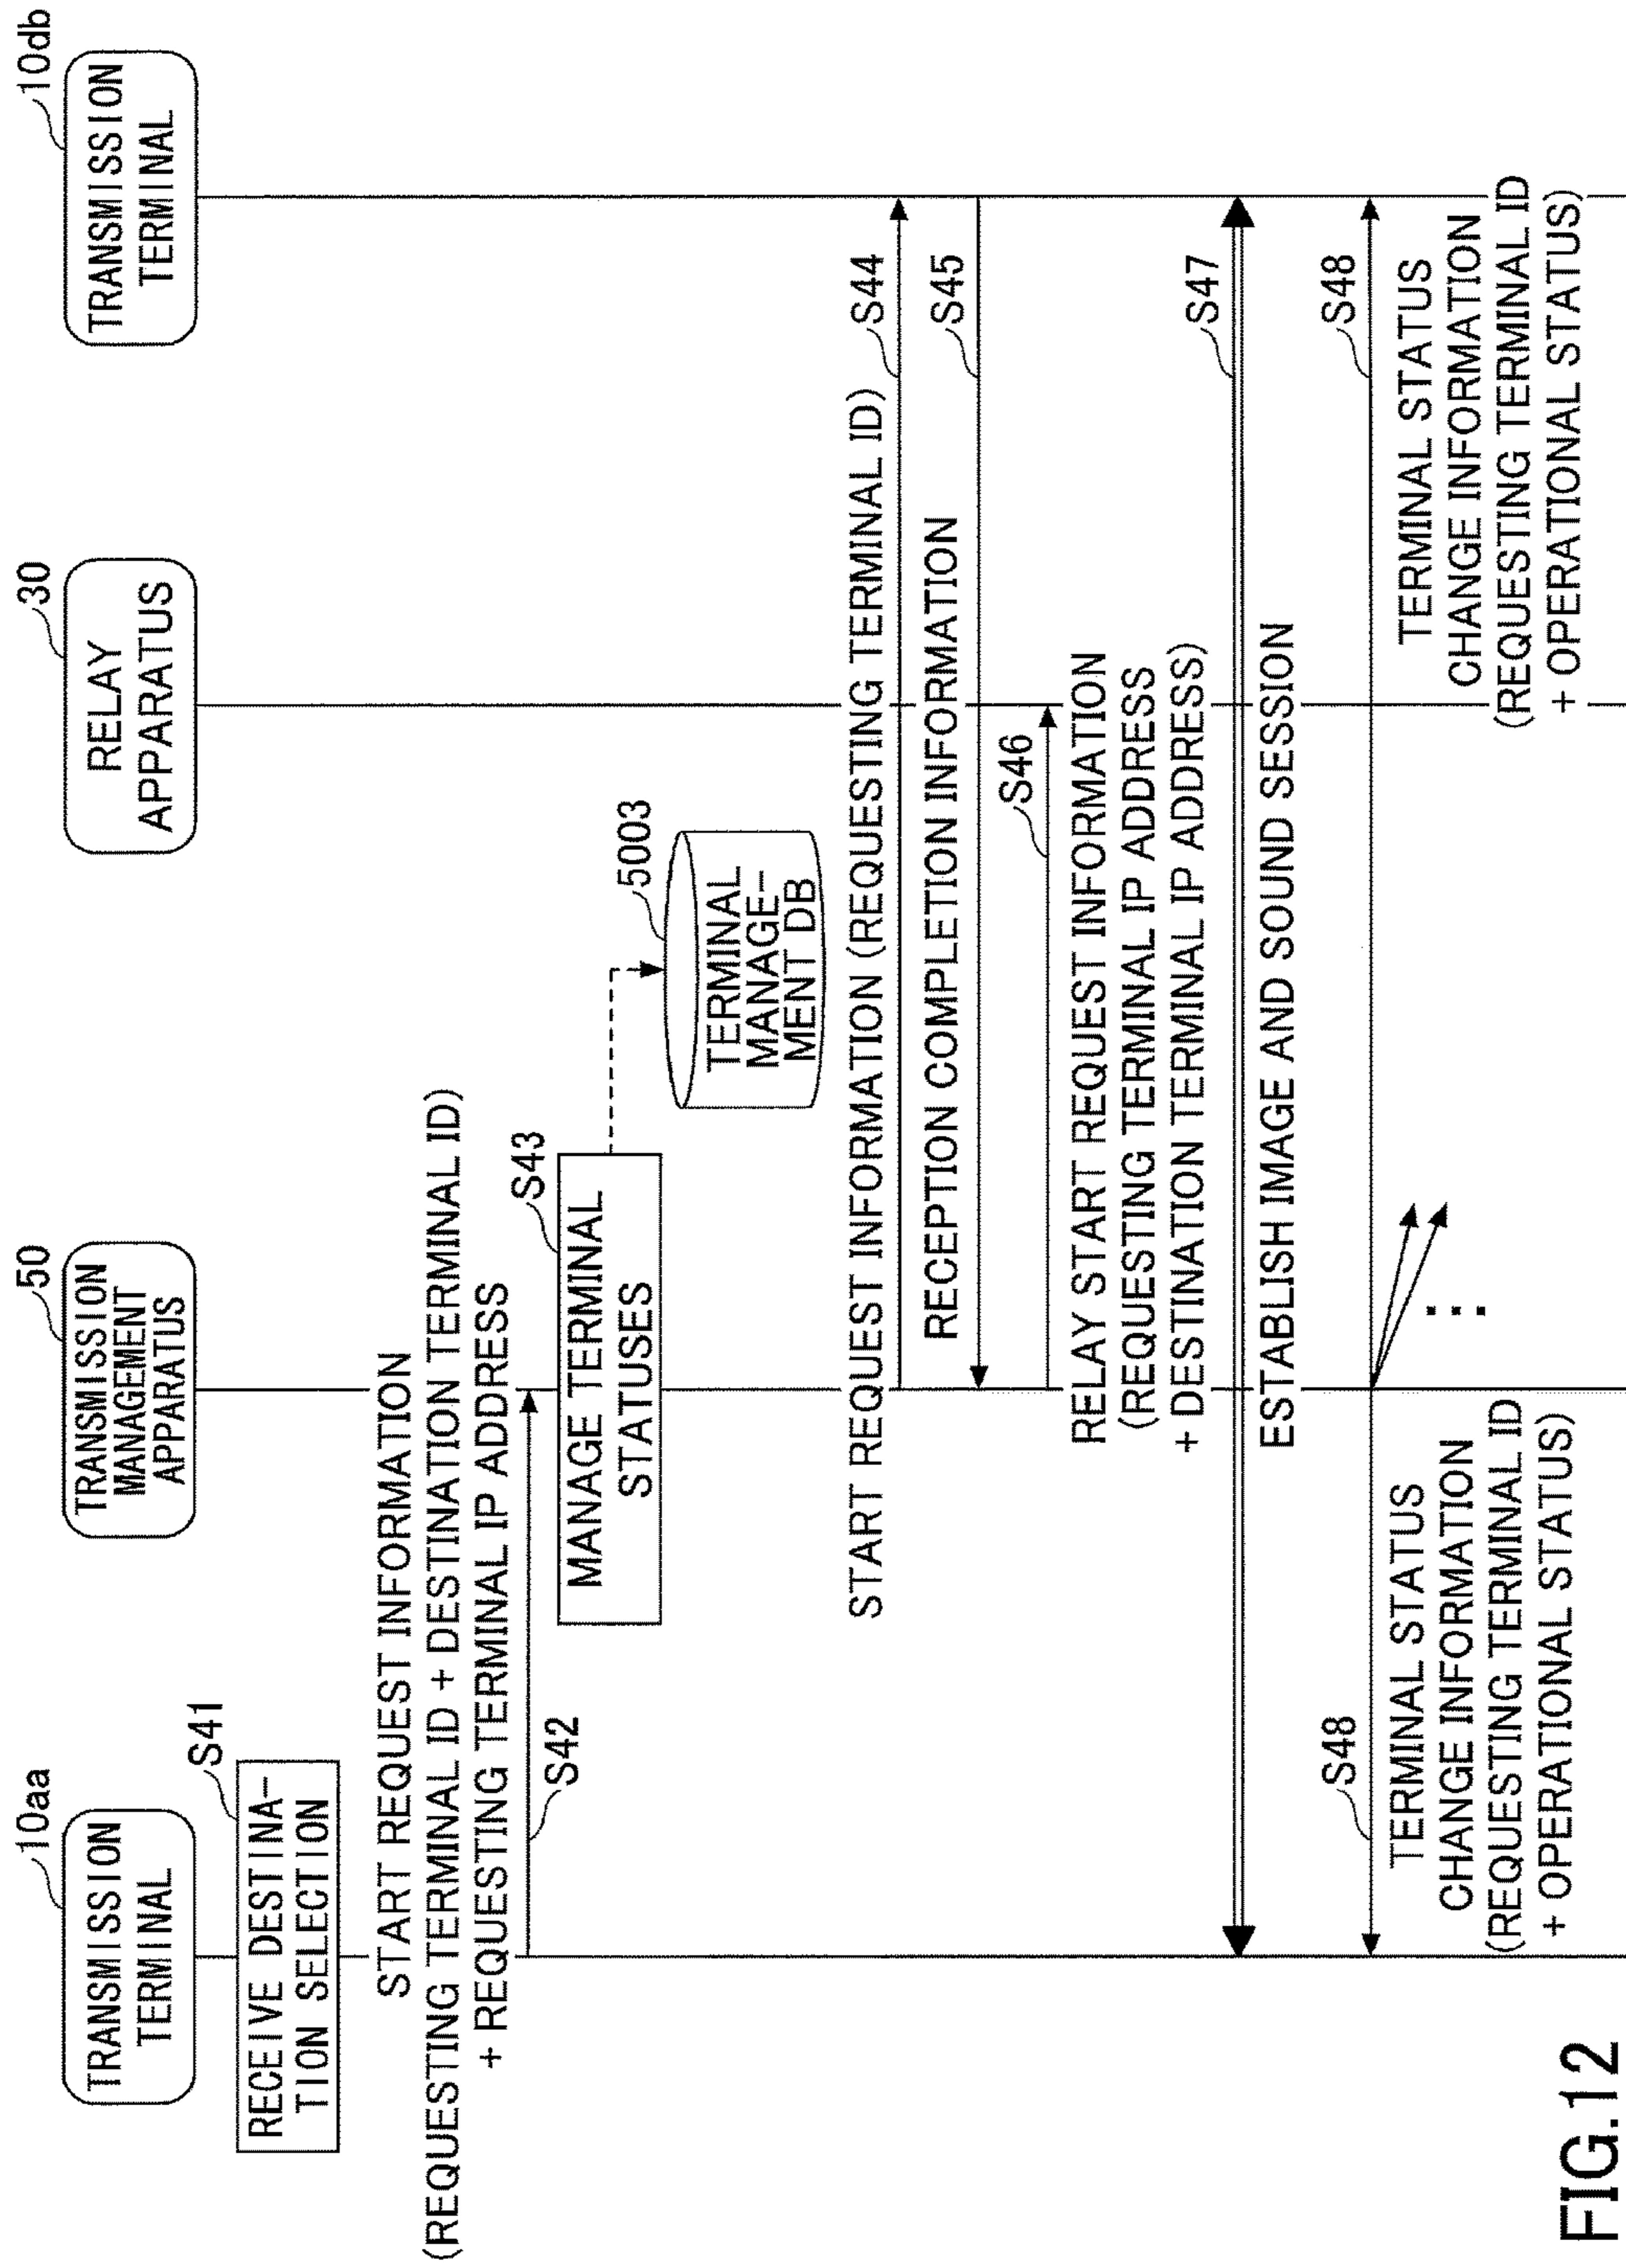 10aa
TRANSMISSION
TERMINAL
50
TRANSMISSION
MANAGEMENT
APPARATUS
30
RELAY
APPARATUS
10db
TRANSMISSION
TERMINAL
S41
RECEIVE DESTINA-
TION SELECTION
START REQUEST INFORMATION
(REQUESTING TERMINAL ID + DESTINATION TERMINAL ID)
+ REQUESTING TERMINAL IP ADDRESS
S42
S43
MANAGE TERMINAL
STATUSES
5003
TERMINAL
MANAGE-
MENT DB
START REQUEST INFORMATION (REQUESTING TERMINAL ID)
S44
RECEPTION COMPLETION INFORMATION
S45
S46
RELAY START REQUEST INFORMATION
(REQUESTING TERMINAL IP ADDRESS
+ DESTINATION TERMINAL IP ADDRESS)
S47
ESTABLISH IMAGE AND SOUND SESSION
S48
TERMINAL STATUS
CHANGE INFORMATION
(REQUESTING TERMINAL ID
+ OPERATIONAL STATUS)
S48
TERMINAL STATUS
CHANGE INFORMATION
(REQUESTING TERMINAL ID
+ OPERATIONAL STATUS)
FIG.12